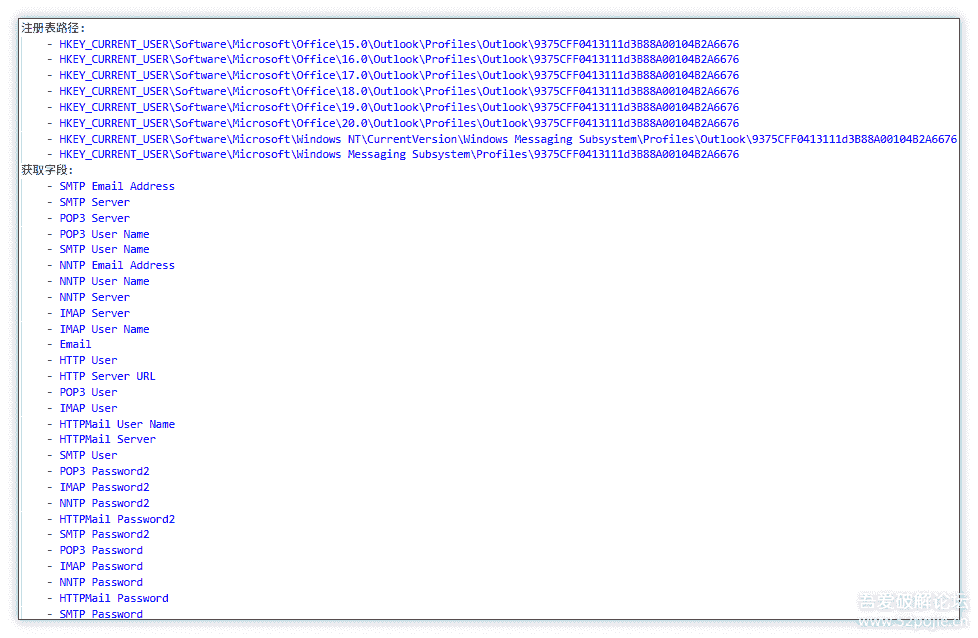 注册表路径:
- HKEY_CURRENT_USER\Software\Microsoft\Office\15.0\Outlook\Profiles\Outlook\9375CFF0413111d3B88A00104B2A6676
- HKEY_CURRENT_USER\Software\Microsoft\Office\16.0\Outlook\Profiles\Outlook\9375CFF0413111d3B88A00104B2A6676
- HKEY_CURRENT_USER\Software\Microsoft\Office\17.0\Outlook\Profiles\Outlook\9375CFF0413111d3B88A00104B2A6676
- HKEY_CURRENT_USER\Software\Microsoft\Office\18.0\Outlook\Profiles\Outlook\9375CFF0413111d3B88A00104B2A6676
- HKEY_CURRENT_USER\Software\Microsoft\Office\19.0\Outlook\Profiles\Outlook\9375CFF0413111d3B88A00104B2A6676
- HKEY_CURRENT_USER\Software\Microsoft\Office\20.0\Outlook\Profiles\Outlook\9375CFF0413111d3B88A00104B2A6676
- HKEY_CURRENT_USER\Software\Microsoft\Windows NT\CurrentVersion\Windows Messaging Subsystem\Profiles\Outlook\9375CFF0413111d3B88A00104B2A6676
- HKEY_CURRENT_USER\Software\Microsoft\Windows Messaging Subsystem\Profiles\9375CFF0413111d3B88A00104B2A6676
获取字段:
- SMTP Email Address
- SMTP Server
- POP3 Server
- POP3 User Name
- SMTP User Name
- NNTP Email Address
- NNTP User Name
- NNTP Server
- IMAP Server
- IMAP User Name
- Email
- HTTP User
- HTTP Server URL
- POP3 User
- IMAP User
- HTTPMail User Name
- HTTPMail Server
- SMTP User
- POP3 Password2
- IMAP Password2
- NNTP Password2
- HTTPMail Password2
- SMTP Password2
- POP3 Password
- IMAP Password
- NNTP Password
- HTTPMail Password
- SMTP Password
吾爱破解论坛
www.52pojie.cn